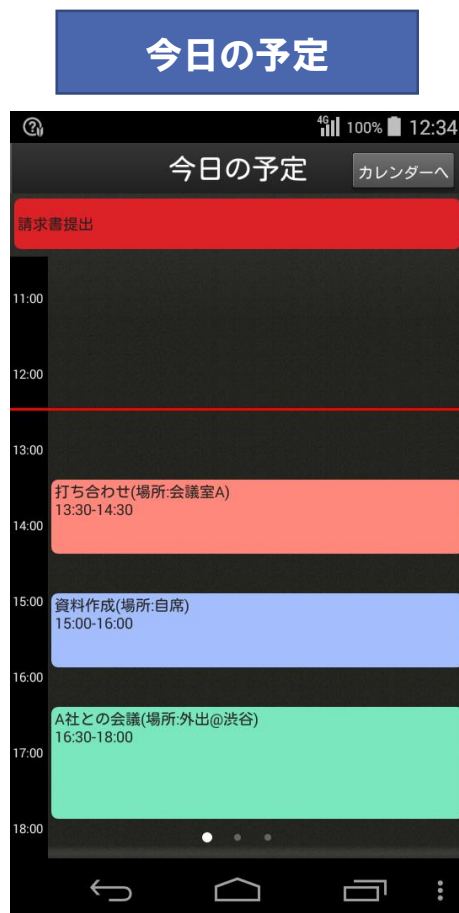 今日の予定
4G 100% 12:34
今日の予定
カレンダーへ
請求書提出
11:00
12:00
13:00
打ち合わせ(場所:会議室A)
13:30-14:30
14:00
15:00
資料作成(場所:自席)
15:00-16:00
16:00
A社との会議(場所:外出@渋谷)
16:30-18:00
17:00
18:00